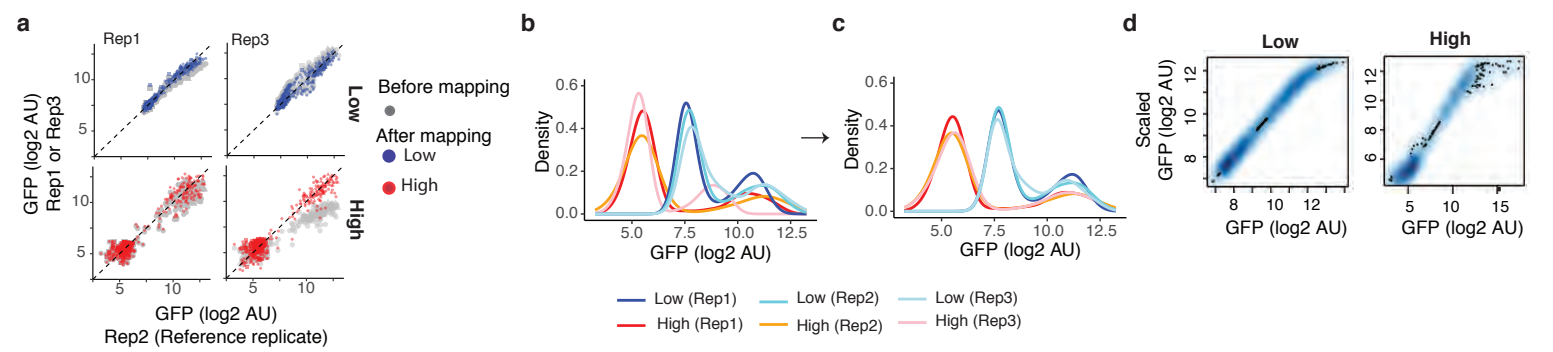 a
Rep1
Rep3
10
5
Low
10
5
High
5
10
5
10
GFP (log2 AU)
Rep1 or Rep3
GFP (log2 AU)
Rep2 (Reference replicate)
Before mapping
After mapping
Low
High
b
0.6
0.4
0.2
0.0
Density
5.0
7.5
10.0
12.5
GFP (log2 AU)
c
0.6
0.4
0.2
0.0
Density
5.0
7.5
10.0
12.5
GFP (log2 AU)
Low (Rep1)
Low (Rep2)
Low (Rep3)
High (Rep1)
High (Rep2)
High (Rep3)
d
Low
High
Scaled
GFP (log2 AU)
12
10
8
8
10
12
GFP (log2 AU)
12
10
8
6
5
10
15
GFP (log2 AU)